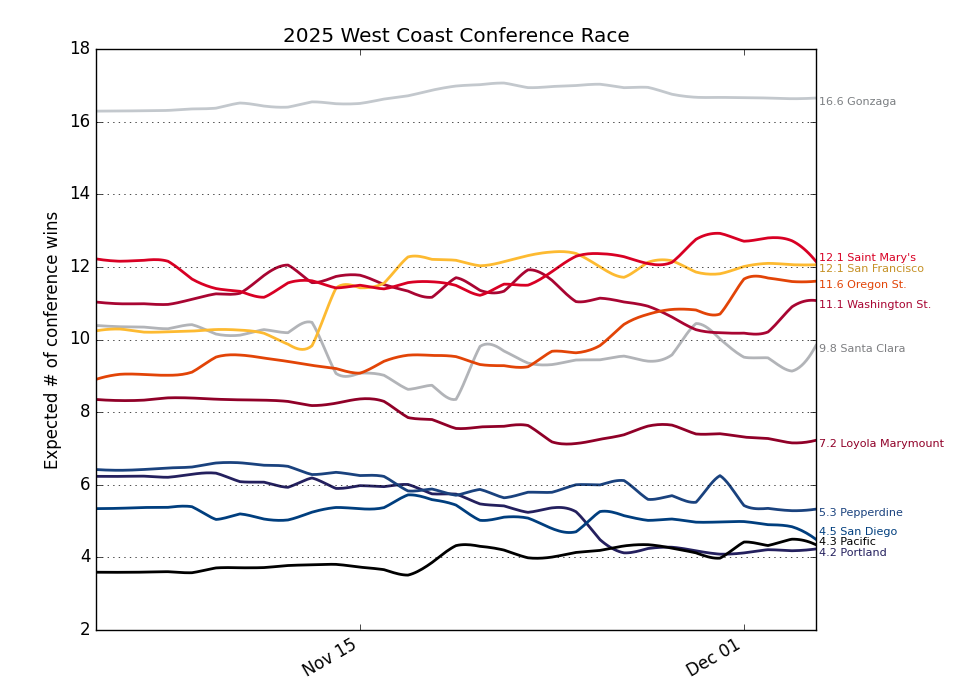 2025 West Coast Conference Race
Expected # of conference wins
18
16
14
12
10
8
6
4
2
Nov 15
Dec 01
16.6 Gonzaga
12.1 Saint Mary's
12.1 San Francisco
11.6 Oregon St.
11.1 Washington St.
9.8 Santa Clara
7.2 Loyola Marymount
5.3 Pepperdine
4.5 San Diego
4.3 Pacific
4.2 Portland